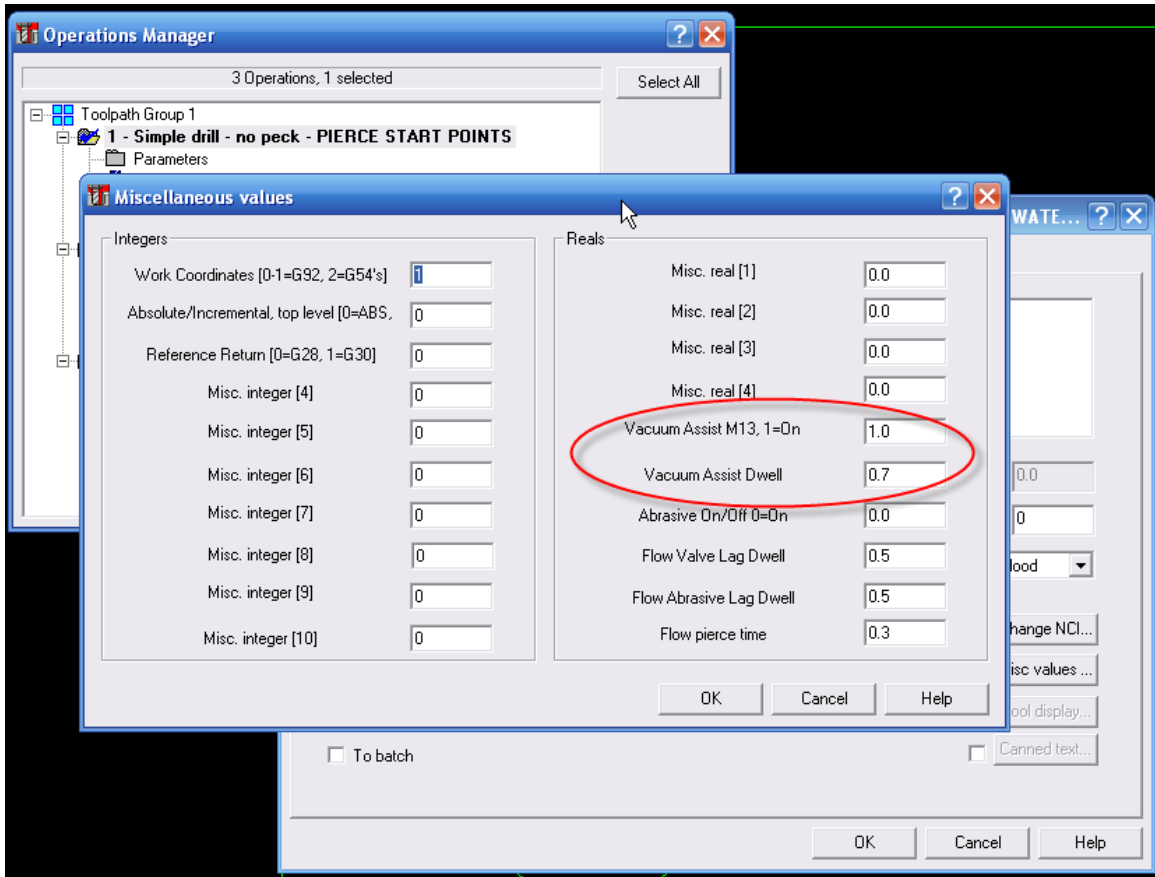 Operations Manager
3 Operations, 1 selected
Select All
Toolpath Group 1
1 - Simple drill - no peck - PIERCE START POINTS
Parameters
Miscellaneous values
WATE...
Integers
Reals
Work Coordinates [0-1=G92, 2=G54's] 1
Misc. real [1] 0.0
Absolute/Incremental, top level [0=ABS, 0
Misc. real [2] 0.0
Reference Return [0=G28, 1=G30] 0
Misc. real [3] 0.0
Misc. integer [4] 0
Misc. real [4] 0.0
Misc. integer [5] 0
Vacuum Assist M13, 1=On 1.0
Misc. integer [6] 0
Vacuum Assist Dwell 0.7
0.0
Misc. integer [7] 0
Abrasive On/Off 0=On 0.0
0
Misc. integer [8] 0
Flow Valve Lag Dwell 0.5
lood
Misc. integer [9] 0
Flow Abrasive Lag Dwell 0.5
Misc. integer [10] 0
Flow pierce time 0.3
hange NCI...
isc values ...
OK Cancel Help
ool display...
To batch
Canned text...
OK Cancel Help